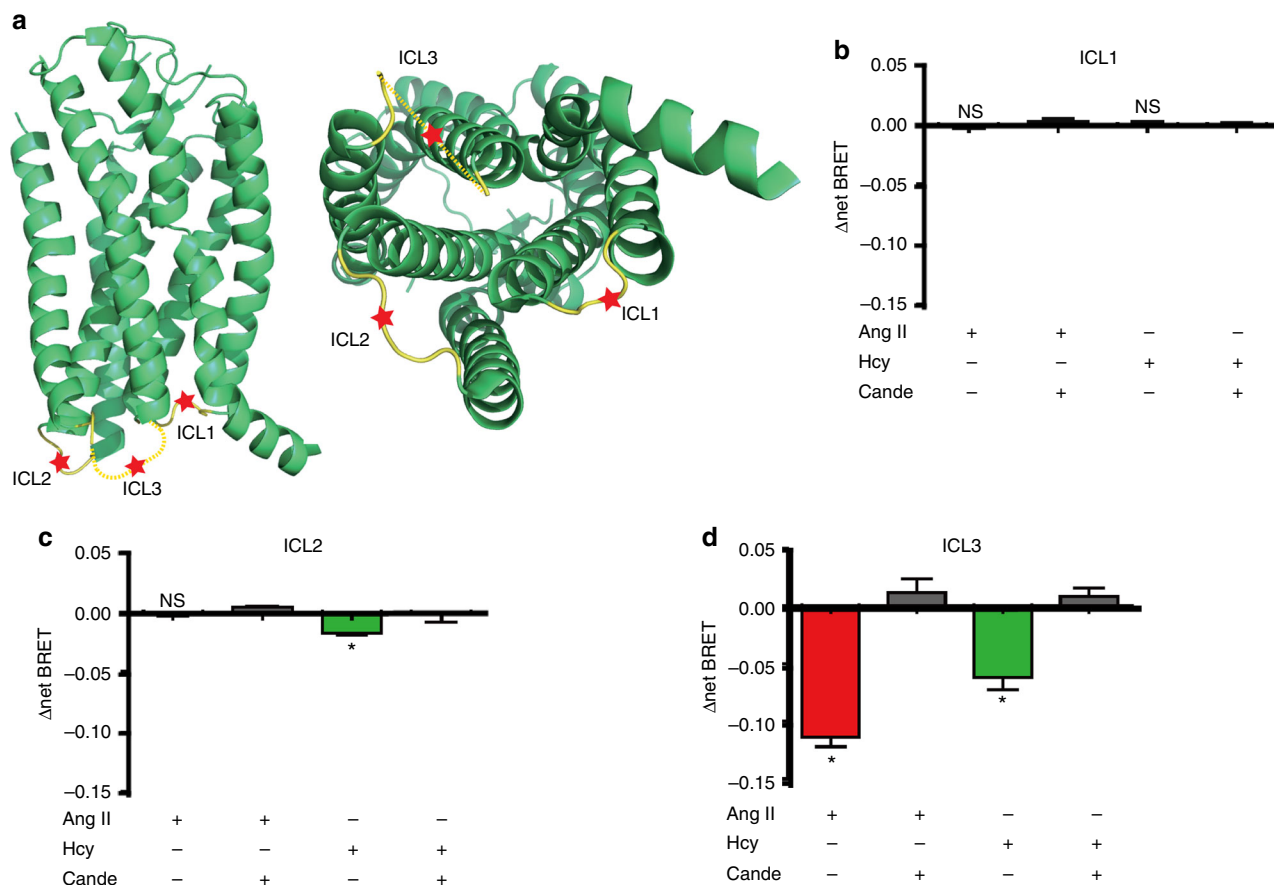 a
ICL3
ICL2
ICL1
ICL1
ICL2
ICL3
b
ICL1
0.05
0.00
−0.05
−0.10
−0.15
Δnet BRET
NS
NS
Ang II + + − −
Hcy − − + +
Cande − + − +
c
ICL2
0.05
0.00
−0.05
−0.10
−0.15
Δnet BRET
NS
*
Ang II + + − −
Hcy − − + +
Cande − + − +
d
ICL3
0.05
0.00
−0.05
−0.10
−0.15
Δnet BRET
*
*
Ang II + + − −
Hcy − − + +
Cande − + − +